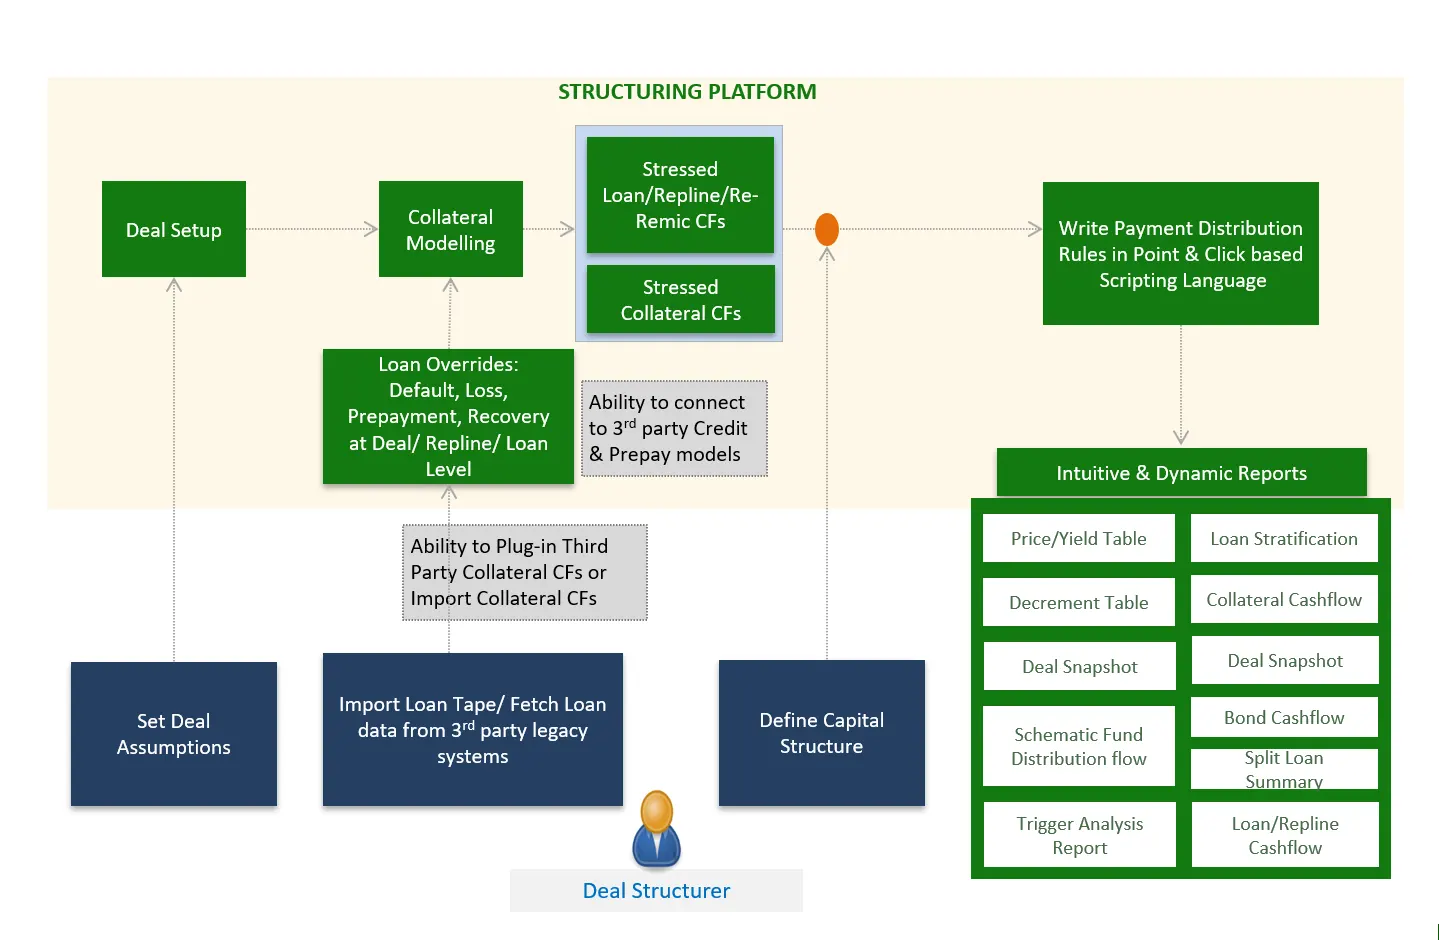 STRUCTURING PLATFORM
Deal Setup
Collateral
Modelling
Stressed
Loan/Repline/Re-
Remic CFs
Stressed
Collateral CFs
Write Payment Distribution
Rules in Point & Click based
Scripting Language
Loan Overrides:
Default, Loss,
Prepayment, Recovery
at Deal/ Repline/ Loan
Level
Ability to connect
to 3rd party Credit
& Prepay models
Ability to Plug-in Third
Party Collateral CFs or
Import Collateral CFs
Intuitive & Dynamic Reports
Price/Yield Table
Loan Stratification
Decrement Table
Collateral Cashflow
Deal Snapshot
Deal Snapshot
Schematic Fund
Distribution flow
Bond Cashflow
Split Loan
Summary
Trigger Analysis
Report
Loan/Repline
Cashflow
Set Deal
Assumptions
Import Loan Tape/ Fetch Loan
data from 3rd party legacy
systems
Define Capital
Structure
Deal Structurer